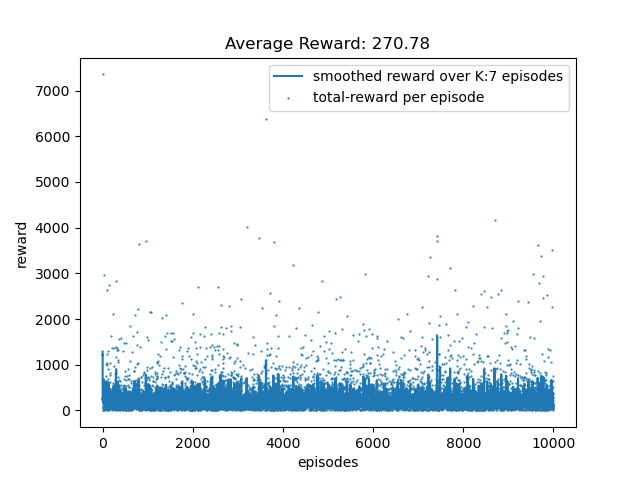 Average Reward: 270.78
smoothed reward over K:7 episodes
total-reward per episode
reward
7000
6000
5000
4000
3000
2000
1000
0
0 2000 4000 6000 8000 10000
episodes